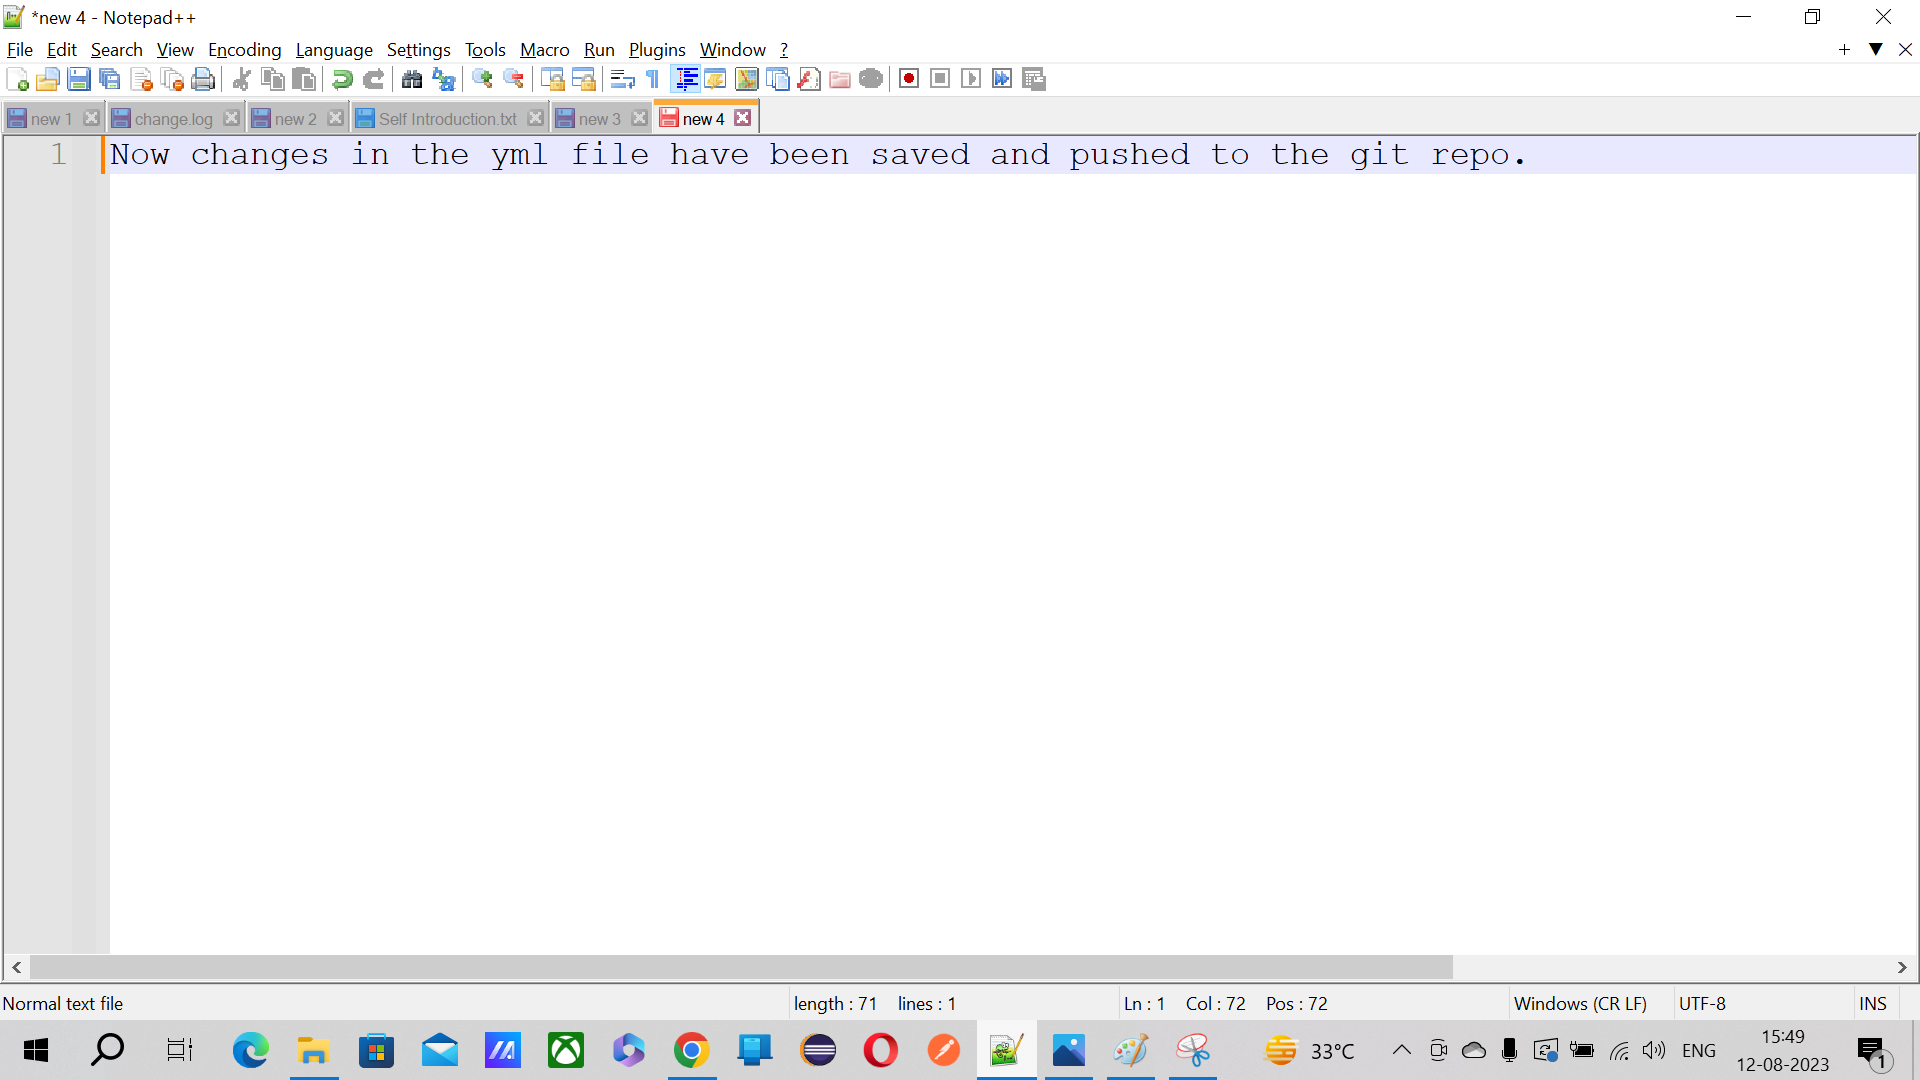 *new 4 - Notepad++
File Edit Search View Encoding Language Settings Tools Macro Run Plugins Window ?
new 1 change.log new 2 Self Introduction.txt new 3 new 4
1 Now changes in the yml file have been saved and pushed to the git repo.
Normal text file length : 71 lines : 1 Ln : 1 Col : 72 Pos : 72 Windows (CR LF) UTF-8 INS
33°C ENG 15:49
12-08-2023 1